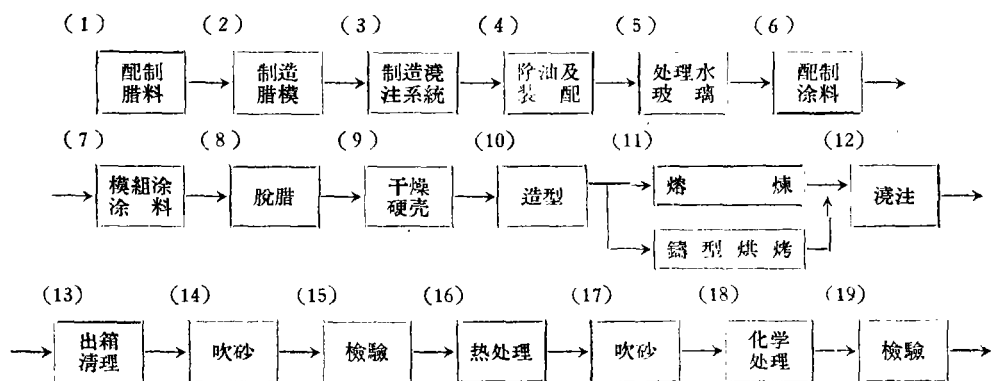 (1) (2) (3) (4) (5) (6)
配制 制造 制造澆 除油及 处理水 配制
腊料 腊模 注系統 装配 玻璃 涂料
(7) (8) (9) (10) (11) (12)
模組涂 脫腊 干燥 造型 熔煉 澆注
涂料 硬壳
鑄型烘烤
(13) (14) (15) (16) (17) (18) (19)
出箱 吹砂 檢驗 热处理 吹砂 化学 檢驗
清理 处理